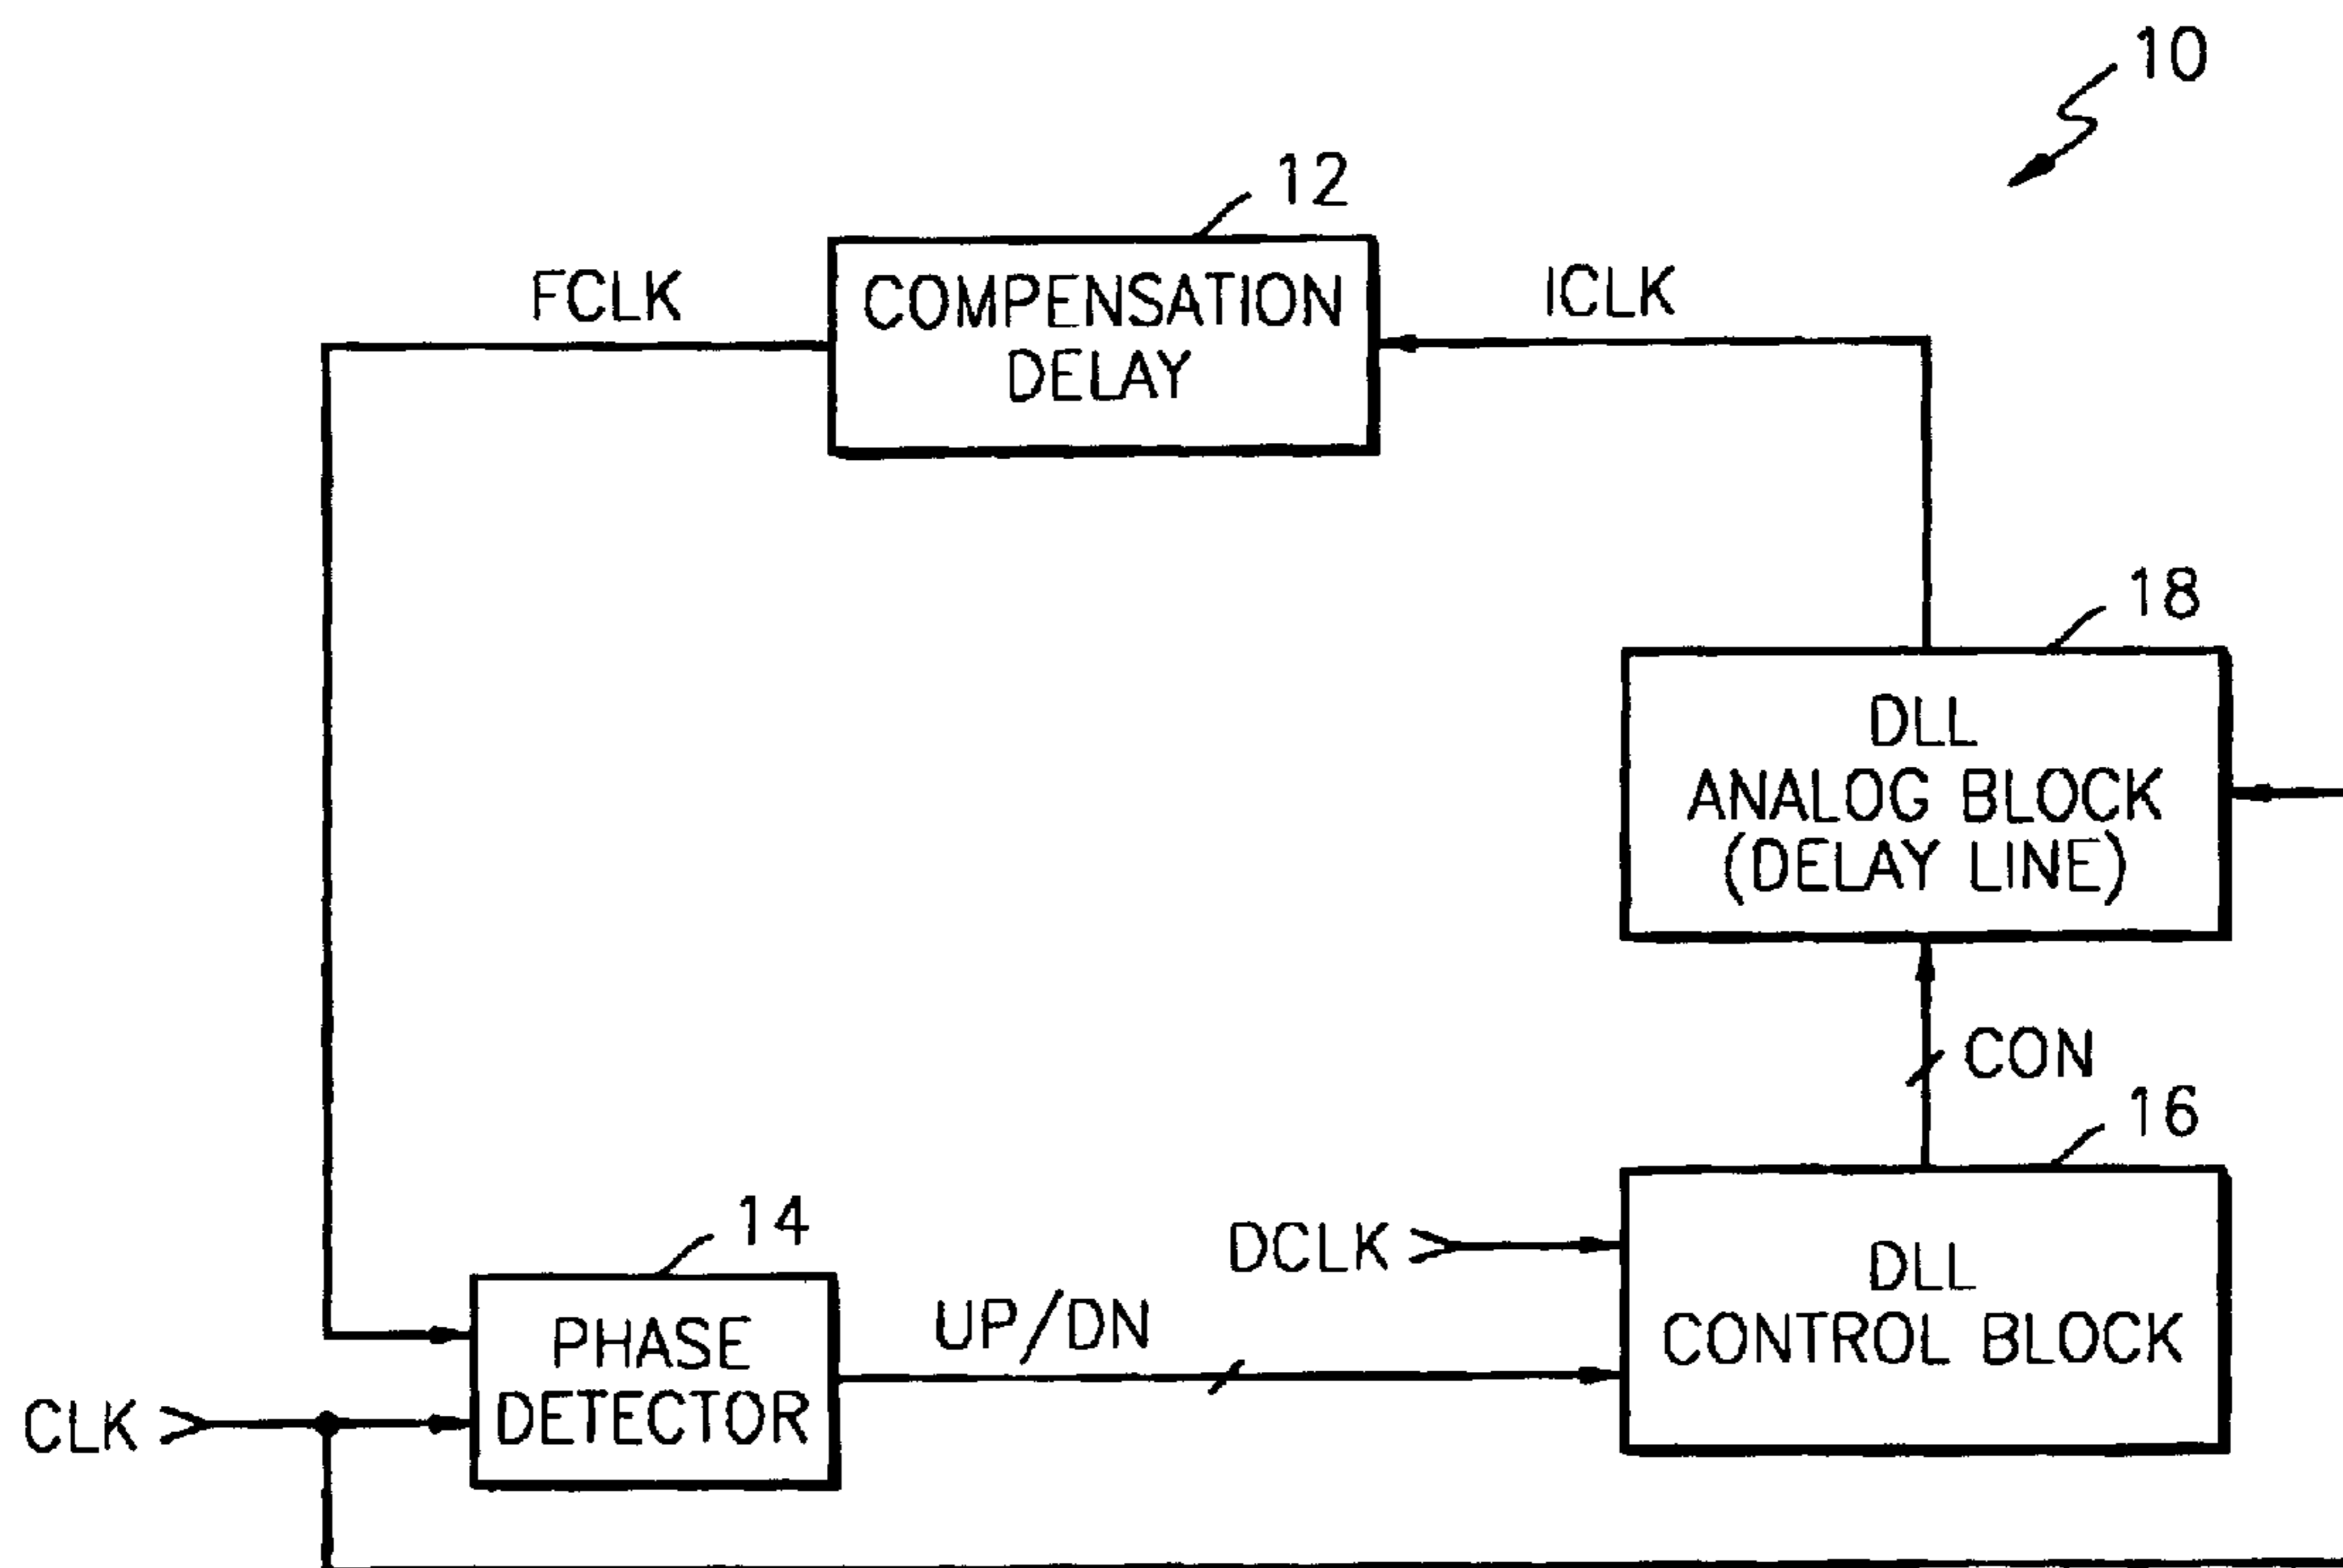 10
12
FCLK
COMPENSATION
DELAY
ICLK
18
DLL
ANALOG BLOCK
(DELAY LINE)
CON
16
14
DCLK
DLL
CONTROL BLOCK
UP/DN
PHASE
DETECTOR
CLK